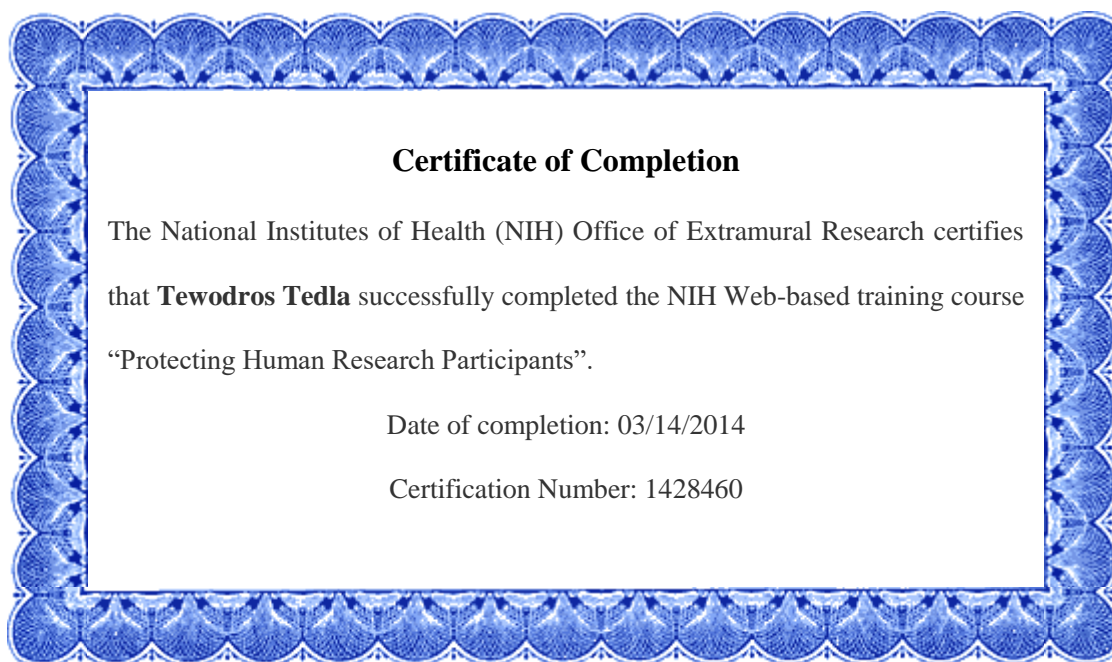 Certificate of Completion
The National Institutes of Health (NIH) Office of Extramural Research certifies
that Tewodros Tedla successfully completed the NIH Web-based training course
“Protecting Human Research Participants”.
Date of completion: 03/14/2014
Certification Number: 1428460